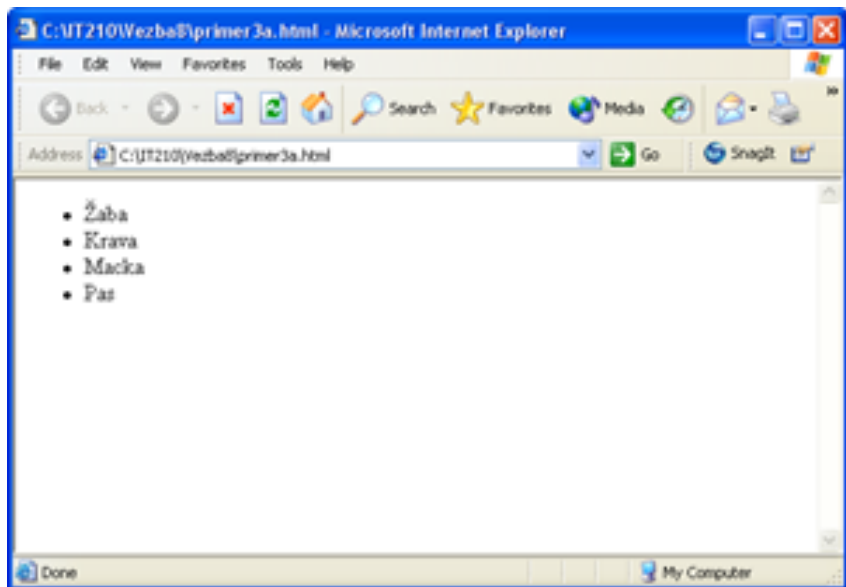 C:\IT210\Vezba8\primer3a.html - Microsoft Internet Explorer
File Edit View Favorites Tools Help
Back Search Favorites Media
Address C:\IT210\Vezba8\primer3a.html Go SnagIt
Žaba
Krava
Macka
Pas
Done My Computer